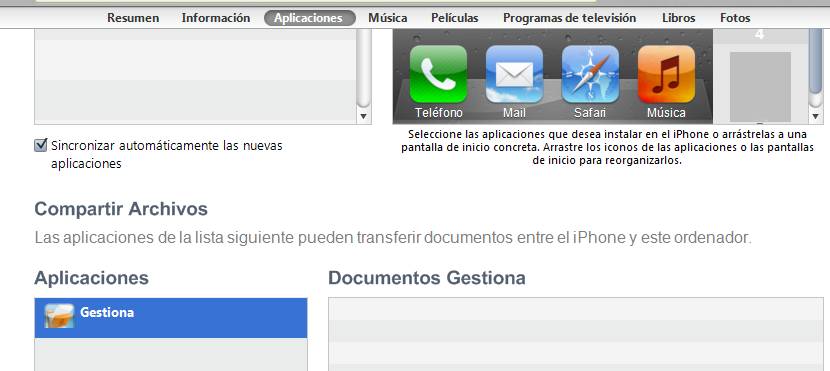 Resumen Información Aplicaciones Música Películas Programas de televisión Libros Fotos
4
Teléfono Mail Safari Música
Sincronizar automáticamente las nuevas
aplicaciones
Seleccione las aplicaciones que desea instalar en el iPhone o arrástrelas a una
pantalla de inicio concreta. Arrastre los iconos de las aplicaciones o las pantallas
de inicio para reorganizarlos.
Compartir Archivos
Las aplicaciones de la lista siguiente pueden transferir documentos entre el iPhone y este ordenador.
Aplicaciones
Documentos Gestiona
Gestiona